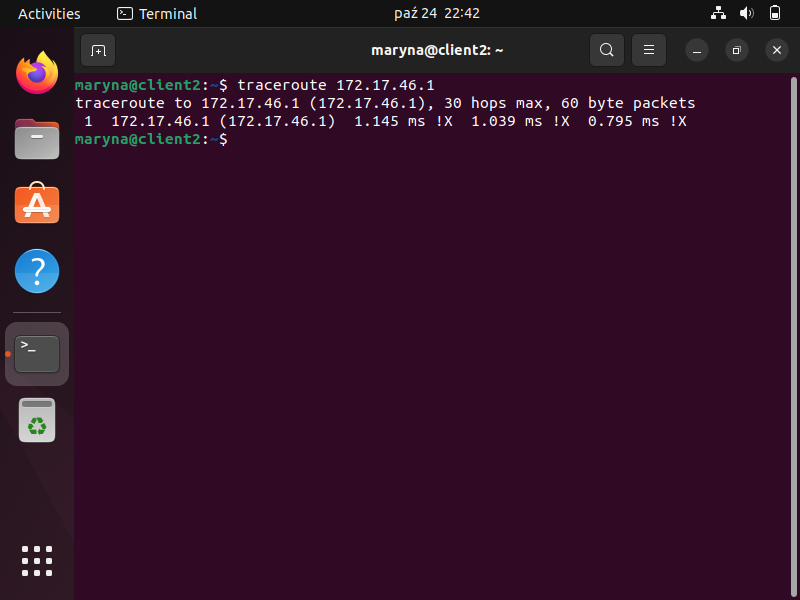 Activities
Terminal
paź 24 22:42
maryna@client2: ~
maryna@client2:~$ traceroute 172.17.46.1
traceroute to 172.17.46.1 (172.17.46.1), 30 hops max, 60 byte packets
 1  172.17.46.1 (172.17.46.1)  1.145 ms !X  1.039 ms !X  0.795 ms !X
maryna@client2:~$